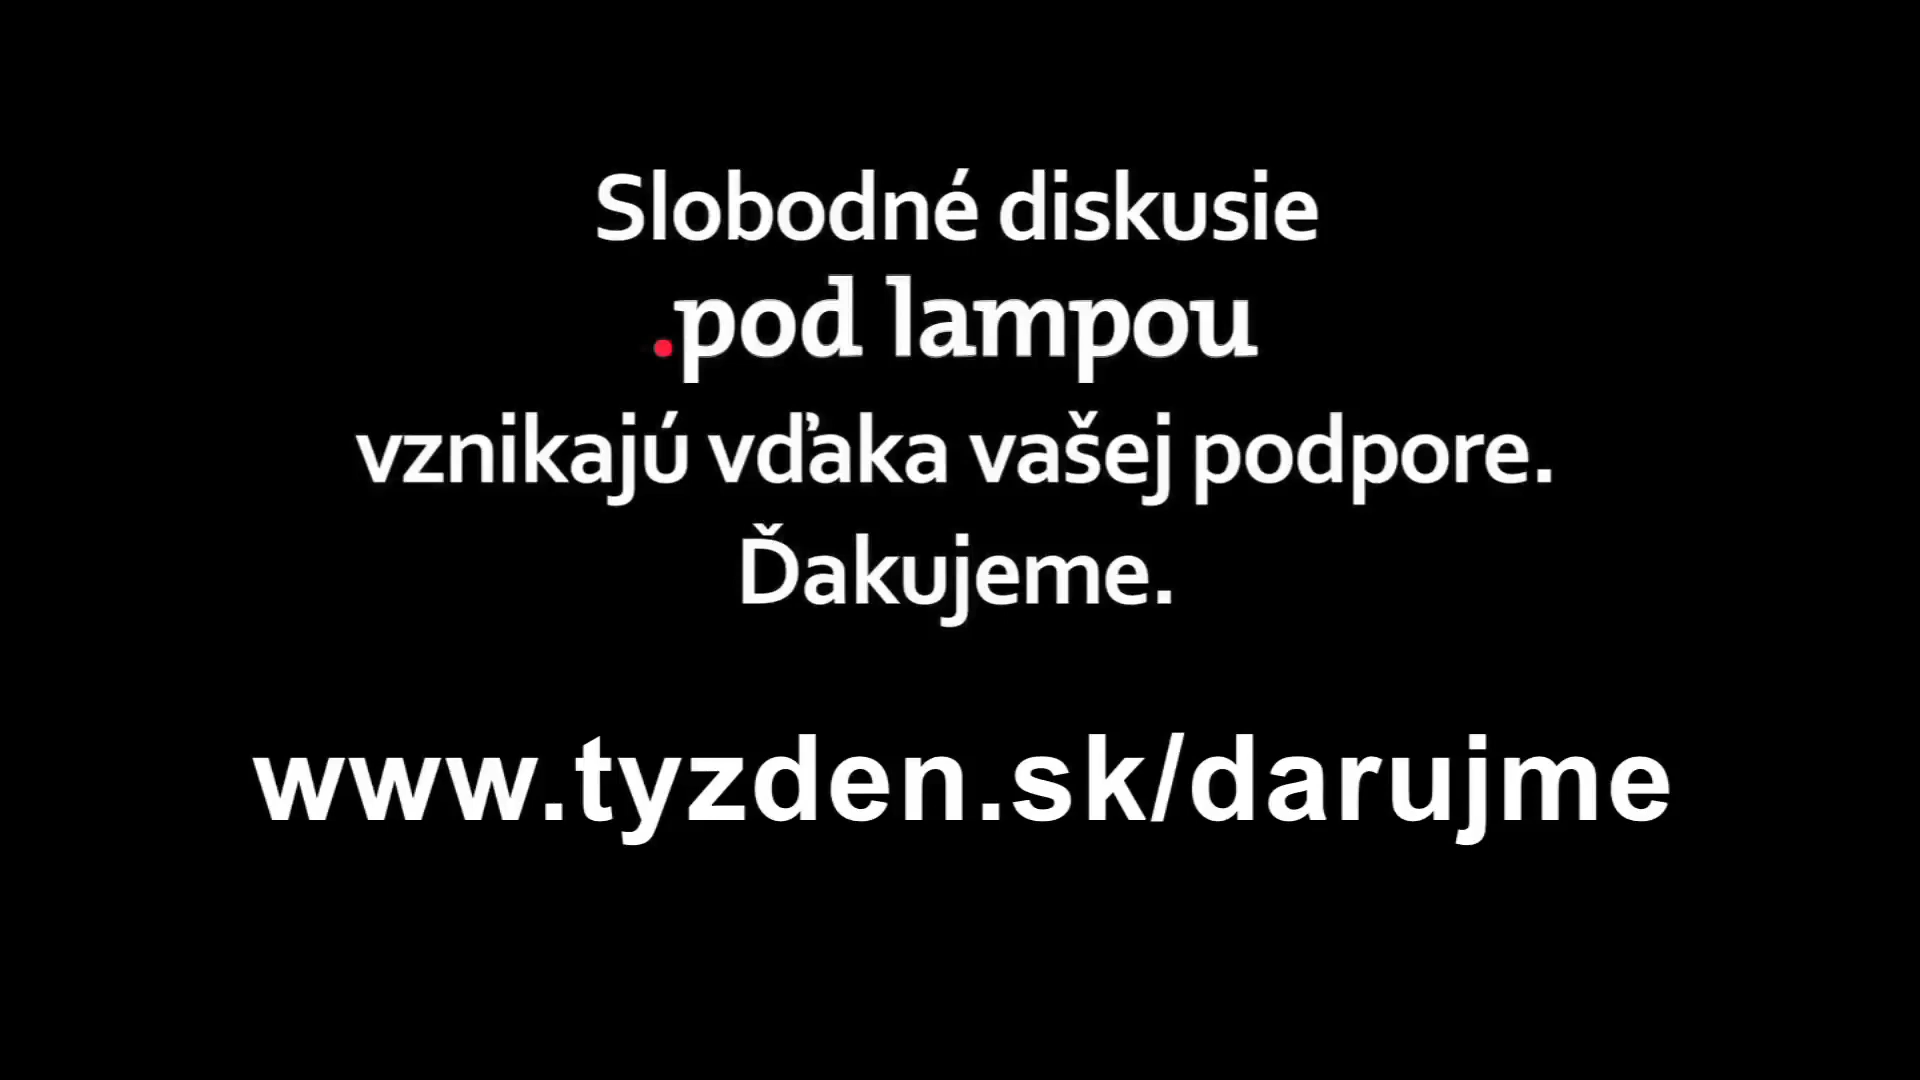 Slobodné diskusie
.pod lampou
vznikajú vďaka vašej podpore.
Ďakujeme.
www.tyzden.sk/darujme